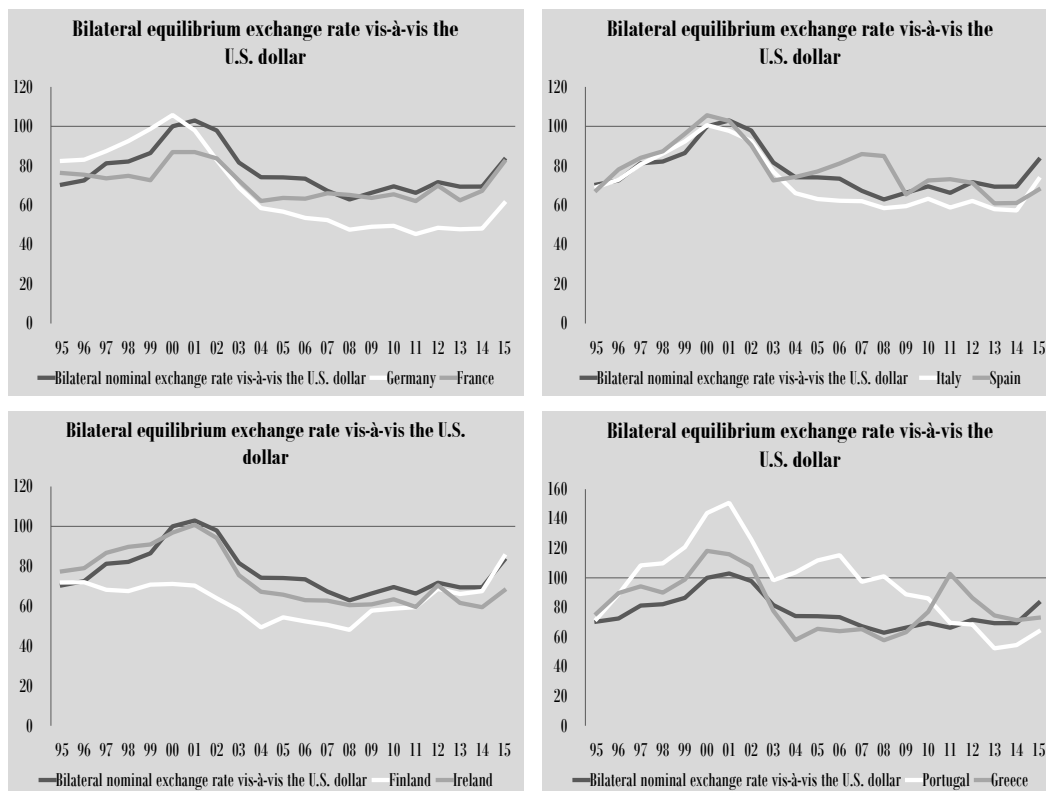 Bilateral equilibrium exchange rate vis-à-vis the
U.S. dollar
120
100
80
60
40
20
0
95 96 97 98 99 00 01 02 03 04 05 06 07 08 09 10 11 12 13 14 15
Bilateral nominal exchange rate vis-à-vis the U.S. dollar Germany France
Bilateral equilibrium exchange rate vis-à-vis the
U.S. dollar
120
100
80
60
40
20
0
95 96 97 98 99 00 01 02 03 04 05 06 07 08 09 10 11 12 13 14 15
Bilateral nominal exchange rate vis-à-vis the U.S. dollar Italy Spain
Bilateral equilibrium exchange rate vis-à-vis the U.S.
dollar
120
100
80
60
40
20
0
95 96 97 98 99 00 01 02 03 04 05 06 07 08 09 10 11 12 13 14 15
Bilateral nominal exchange rate vis-à-vis the U.S. dollar Finland Ireland
Bilateral equilibrium exchange rate vis-à-vis the
U.S. dollar
160
140
120
100
80
60
40
20
0
95 96 97 98 99 00 01 02 03 04 05 06 07 08 09 10 11 12 13 14 15
Bilateral nominal exchange rate vis-à-vis the U.S. dollar Portugal Greece